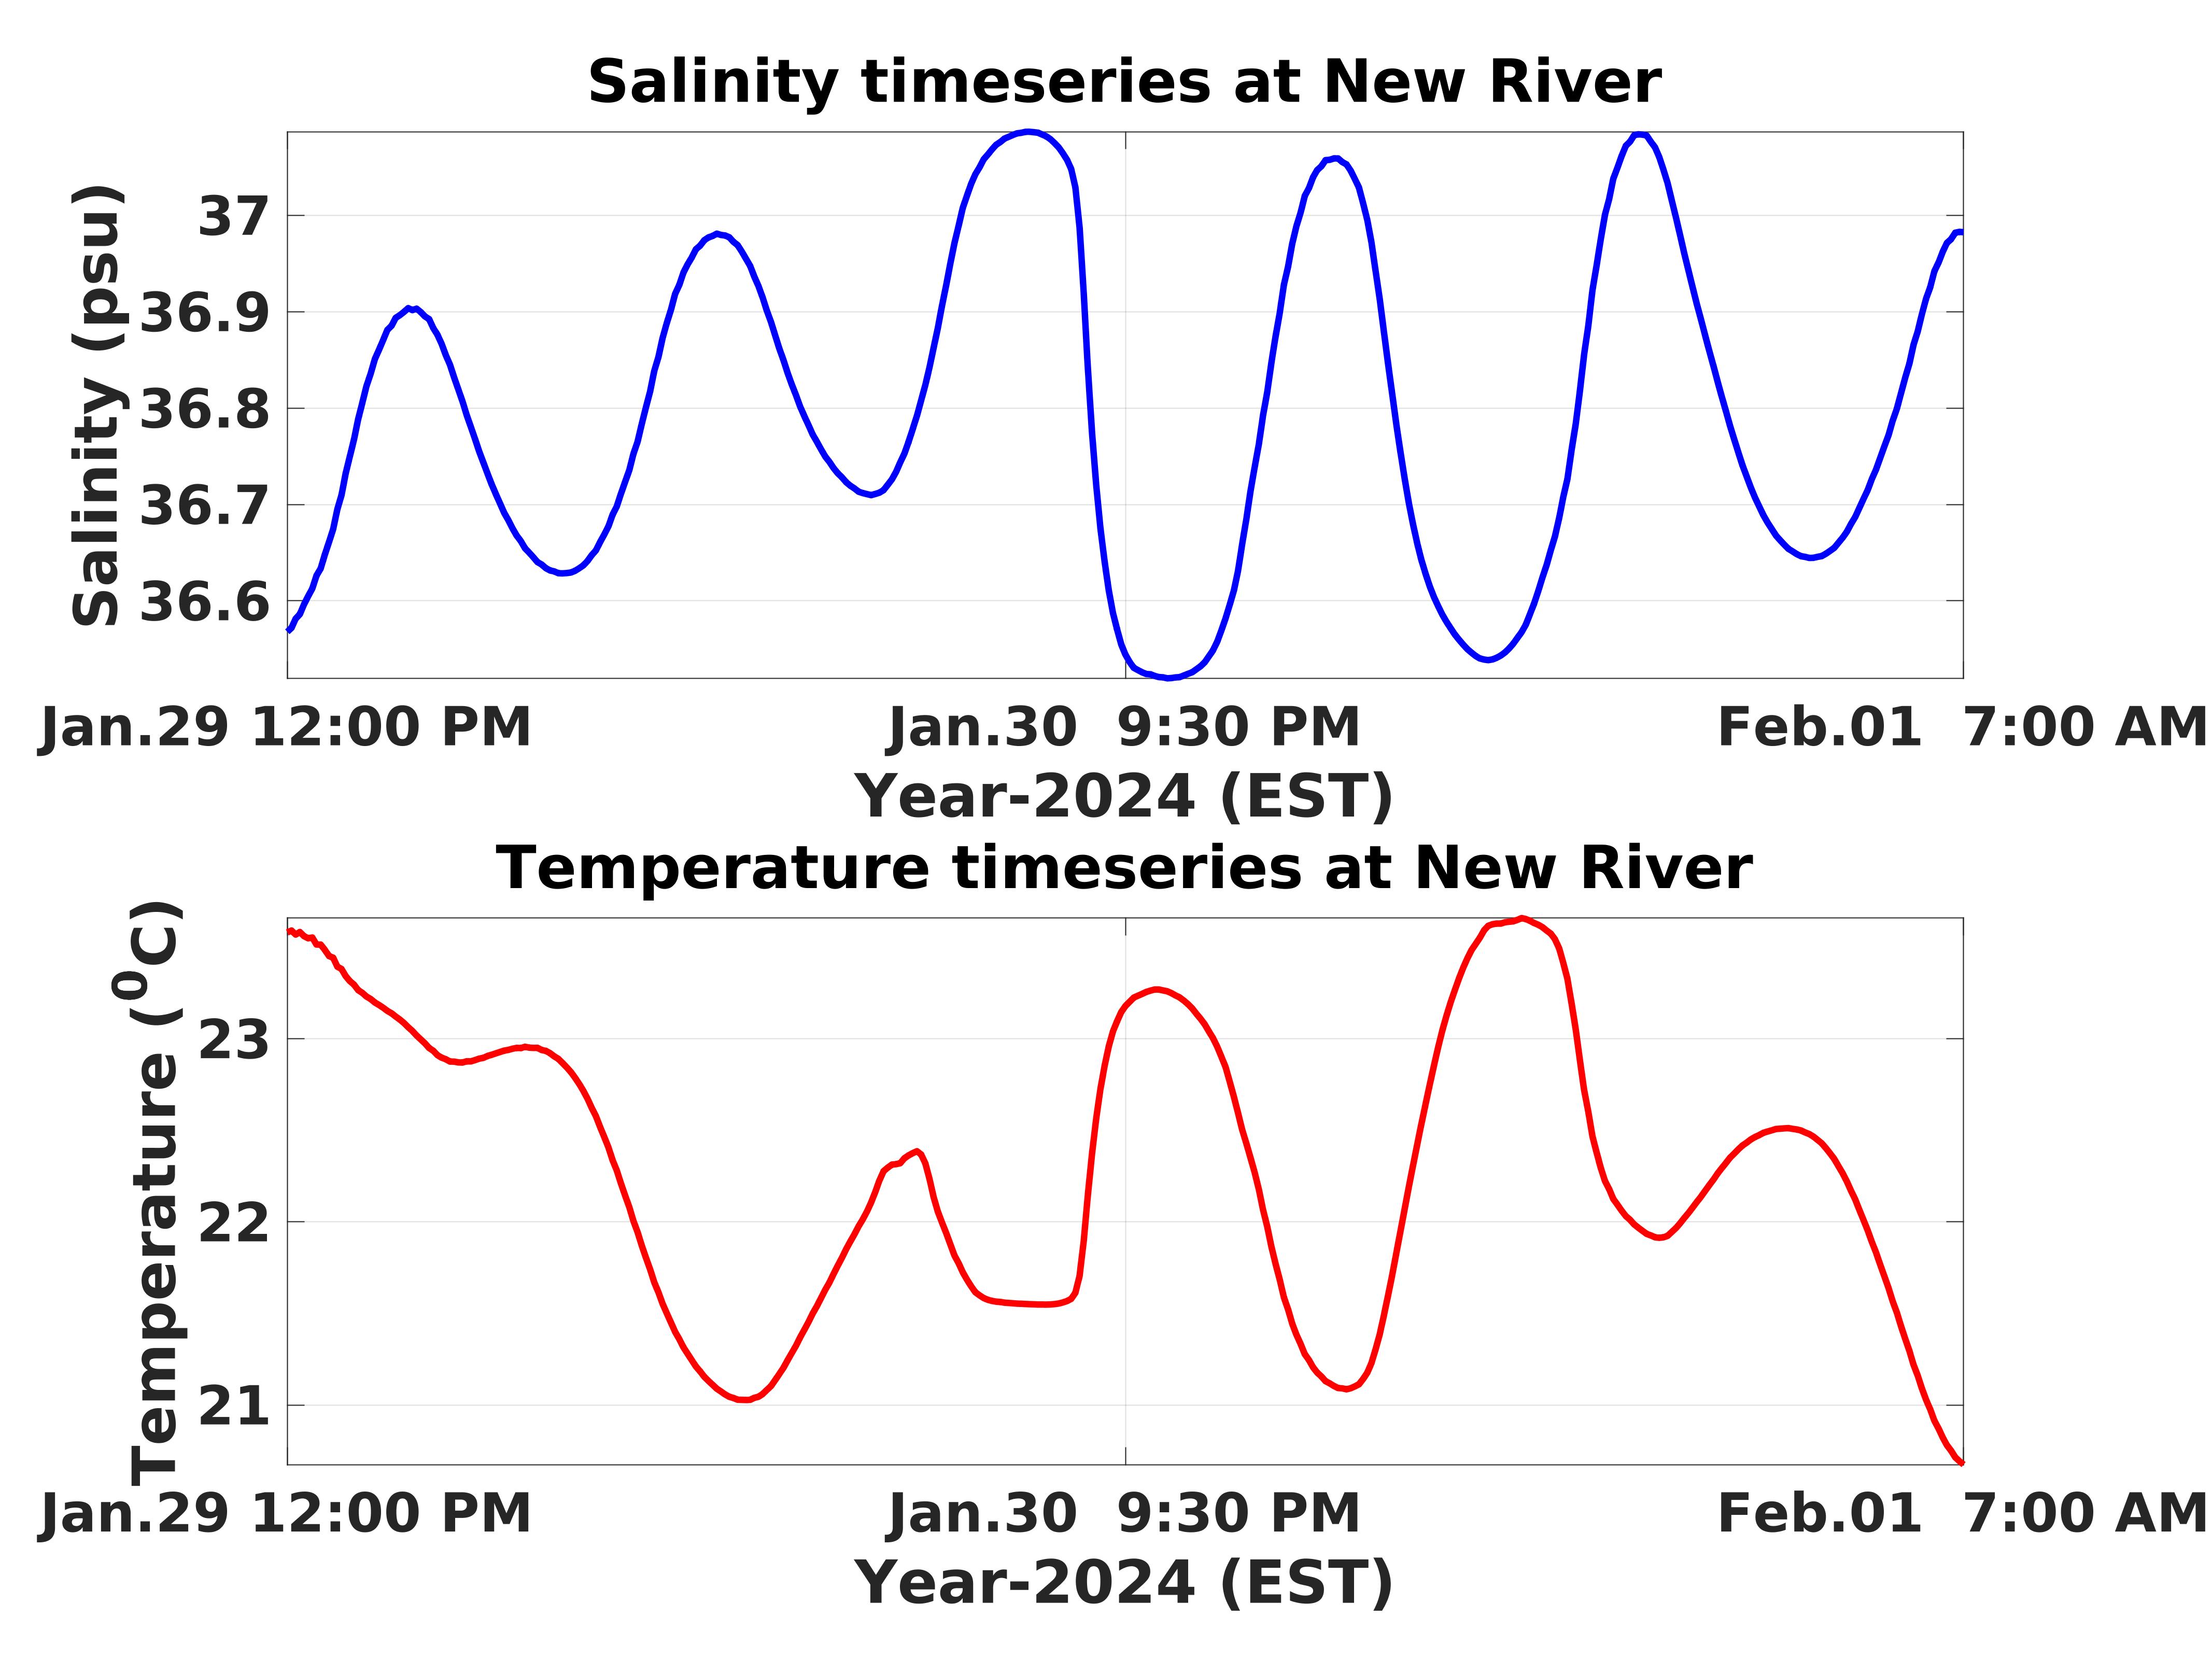 Salinity timeseries at New River
Salinity (psu)
37
36.9
36.8
36.7
36.6
Jan.29 12:00 PM Jan.30  9:30 PM Feb.01  7:00 AM
Year-2024 (EST)
Temperature timeseries at New River
Temperature (⁰C)
23
22
21
Jan.29 12:00 PM Jan.30  9:30 PM Feb.01  7:00 AM
Year-2024 (EST)